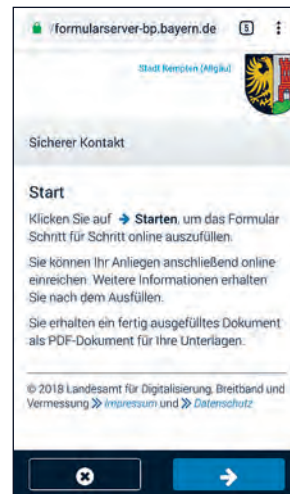 formularserver-bp.bayern.de 5
Stadt Kempten (Allgäu)
Sicherer Kontakt
Start
Klicken Sie auf → Starten, um das Formular
Schritt für Schritt online auszufüllen.
Sie können Ihr Anliegen anschließend online
einreichen. Weitere Informationen erhalten
Sie nach dem Ausfüllen.
Sie erhalten ein fertig ausgefülltes Dokument
als PDF-Dokument für Ihre Unterlagen.
© 2018 Landesamt für Digitalisierung, Breitband und
Vermessung » Impressum und » Datenschutz